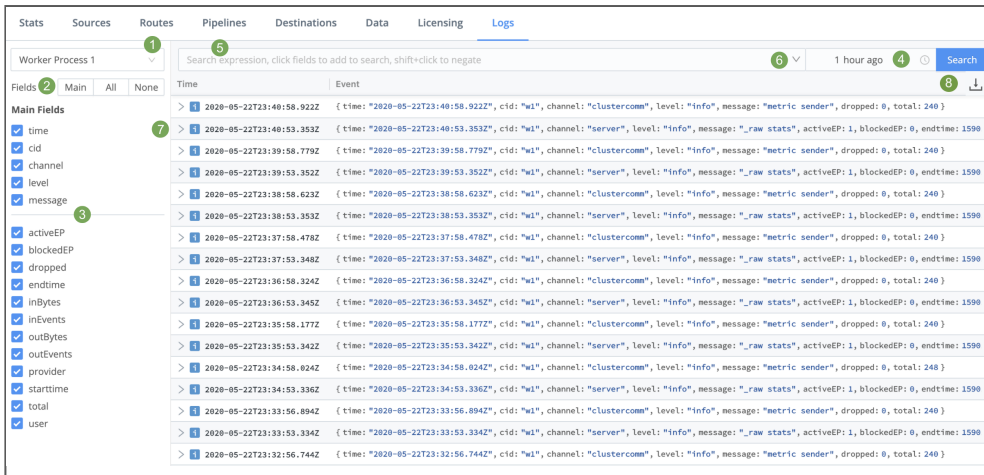 Stats Sources Routes Pipelines Destinations Data Licensing Logs
1 5
Worker Process 1 Search expression, click fields to add to search, shift+click to negate 6 1 hour ago 4 Search
Fields 2 Main All None Time Event 8
Main Fields
time
cid
channel
level
message
3
activeEP
blockedEP
dropped
endtime
inBytes
inEvents
outBytes
outEvents
provider
starttime
total
user
7
2020-05-22T23:40:58.922Z { time: "2020-05-22T23:40:58.922Z", cid: "w1", channel: "clustercomm", level: "info", message: "metric sender", dropped: 0, total: 240 }
2020-05-22T23:40:53.353Z { time: "2020-05-22T23:40:53.353Z", cid: "w1", channel: "server", level: "info", message: "_raw stats", activeEP: 1, blockedEP: 0, endtime: 1590
2020-05-22T23:39:58.779Z { time: "2020-05-22T23:39:58.779Z", cid: "w1", channel: "clustercomm", level: "info", message: "metric sender", dropped: 0, total: 240 }
2020-05-22T23:39:53.352Z { time: "2020-05-22T23:39:53.352Z", cid: "w1", channel: "server", level: "info", message: "_raw stats", activeEP: 1, blockedEP: 0, endtime: 1590
2020-05-22T23:38:58.623Z { time: "2020-05-22T23:38:58.623Z", cid: "w1", channel: "clustercomm", level: "info", message: "metric sender", dropped: 0, total: 240 }
2020-05-22T23:38:53.353Z { time: "2020-05-22T23:38:53.353Z", cid: "w1", channel: "server", level: "info", message: "_raw stats", activeEP: 1, blockedEP: 0, endtime: 1590
2020-05-22T23:37:58.478Z { time: "2020-05-22T23:37:58.478Z", cid: "w1", channel: "clustercomm", level: "info", message: "metric sender", dropped: 0, total: 240 }
2020-05-22T23:37:53.348Z { time: "2020-05-22T23:37:53.348Z", cid: "w1", channel: "server", level: "info", message: "_raw stats", activeEP: 1, blockedEP: 0, endtime: 1590
2020-05-22T23:36:58.324Z { time: "2020-05-22T23:36:58.324Z", cid: "w1", channel: "clustercomm", level: "info", message: "metric sender", dropped: 0, total: 240 }
2020-05-22T23:36:53.345Z { time: "2020-05-22T23:36:53.345Z", cid: "w1", channel: "server", level: "info", message: "_raw stats", activeEP: 1, blockedEP: 0, endtime: 1590
2020-05-22T23:35:58.177Z { time: "2020-05-22T23:35:58.177Z", cid: "w1", channel: "clustercomm", level: "info", message: "metric sender", dropped: 0, total: 240 }
2020-05-22T23:35:53.342Z { time: "2020-05-22T23:35:53.342Z", cid: "w1", channel: "server", level: "info", message: "_raw stats", activeEP: 1, blockedEP: 0, endtime: 1590
2020-05-22T23:34:58.024Z { time: "2020-05-22T23:34:58.024Z", cid: "w1", channel: "clustercomm", level: "info", message: "metric sender", dropped: 0, total: 248 }
2020-05-22T23:34:53.336Z { time: "2020-05-22T23:34:53.336Z", cid: "w1", channel: "server", level: "info", message: "_raw stats", activeEP: 1, blockedEP: 0, endtime: 1590
2020-05-22T23:33:56.894Z { time: "2020-05-22T23:33:56.894Z", cid: "w1", channel: "clustercomm", level: "info", message: "metric sender", dropped: 0, total: 240 }
2020-05-22T23:33:53.334Z { time: "2020-05-22T23:33:53.334Z", cid: "w1", channel: "server", level: "info", message: "_raw stats", activeEP: 1, blockedEP: 0, endtime: 1590
2020-05-22T23:32:56.744Z { time: "2020-05-22T23:32:56.744Z", cid: "w1", channel: "clustercomm", level: "info", message: "metric sender", dropped: 0, total: 240 }